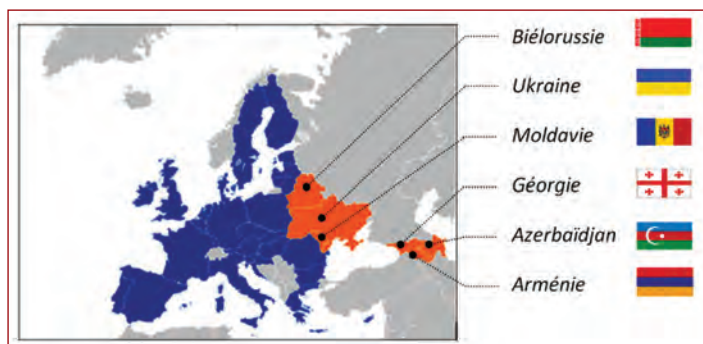 Biélorussie
Ukraine
Moldavie
Géorgie
Azerbaïdjan
Arménie